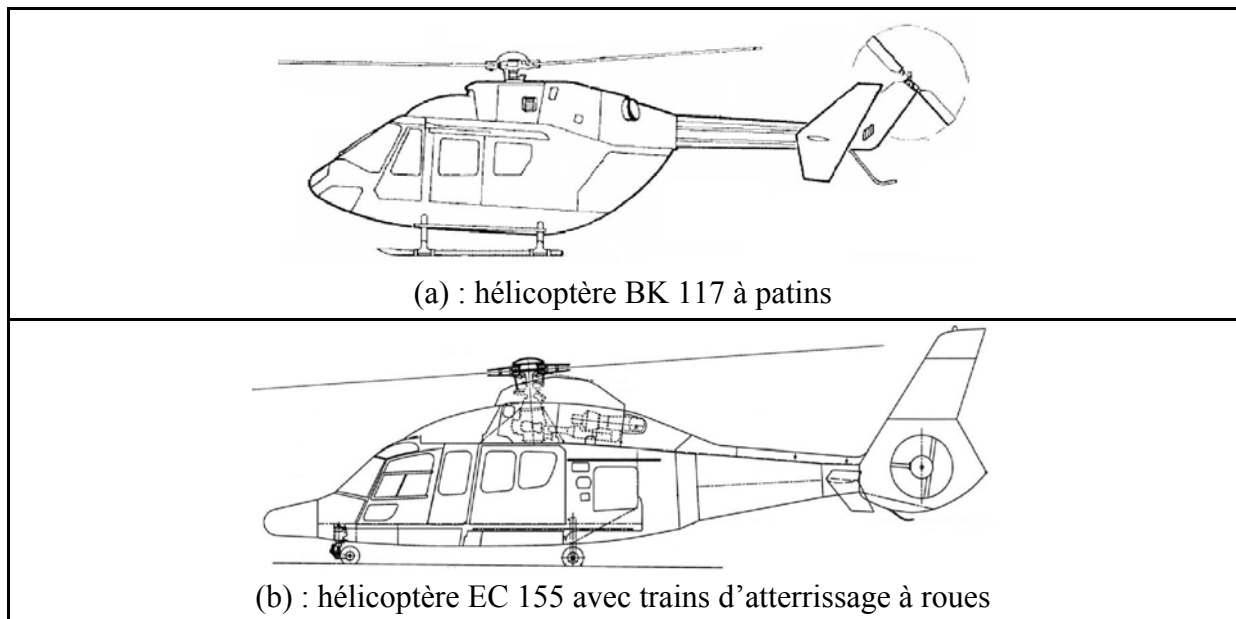 (a) : hélicoptère BK 117 à patins
(b) : hélicoptère EC 155 avec trains d’atterrissage à roues